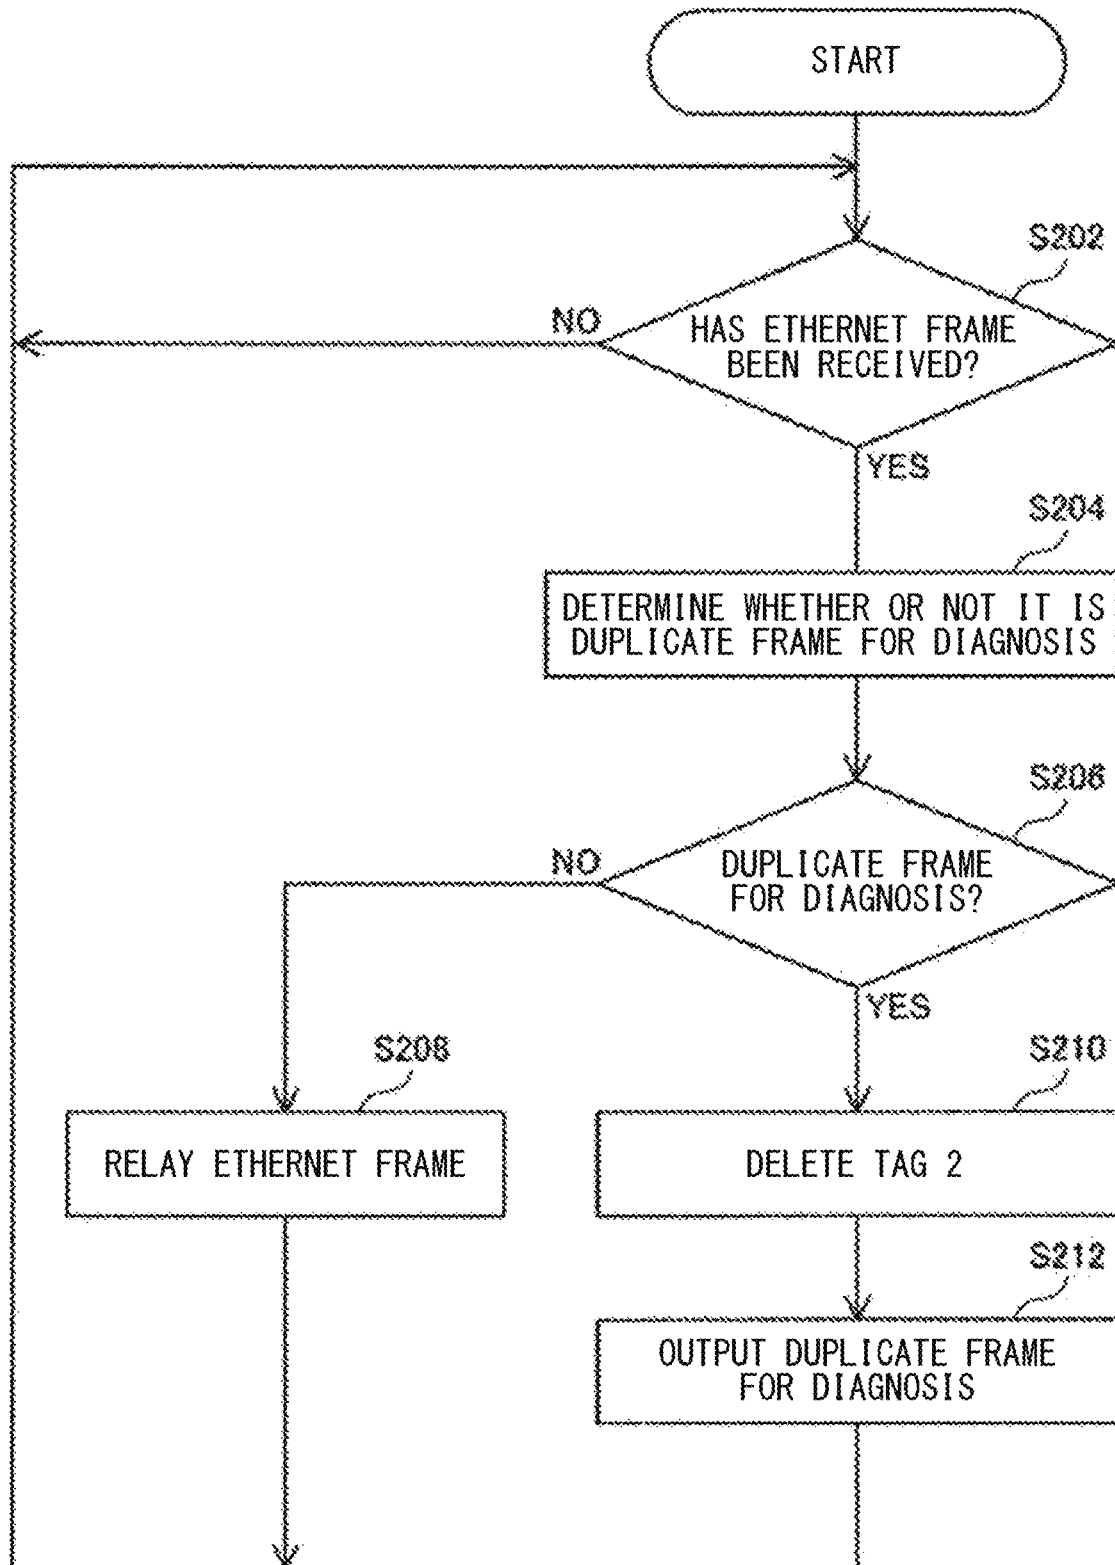 START
S202
NO
HAS ETHERNET FRAME
BEEN RECEIVED?
YES
S204
DETERMINE WHETHER OR NOT IT IS
DUPLICATE FRAME FOR DIAGNOSIS
S206
NO
DUPLICATE FRAME
FOR DIAGNOSIS?
YES
S208
S210
RELAY ETHERNET FRAME
DELETE TAG 2
S212
OUTPUT DUPLICATE FRAME
FOR DIAGNOSIS